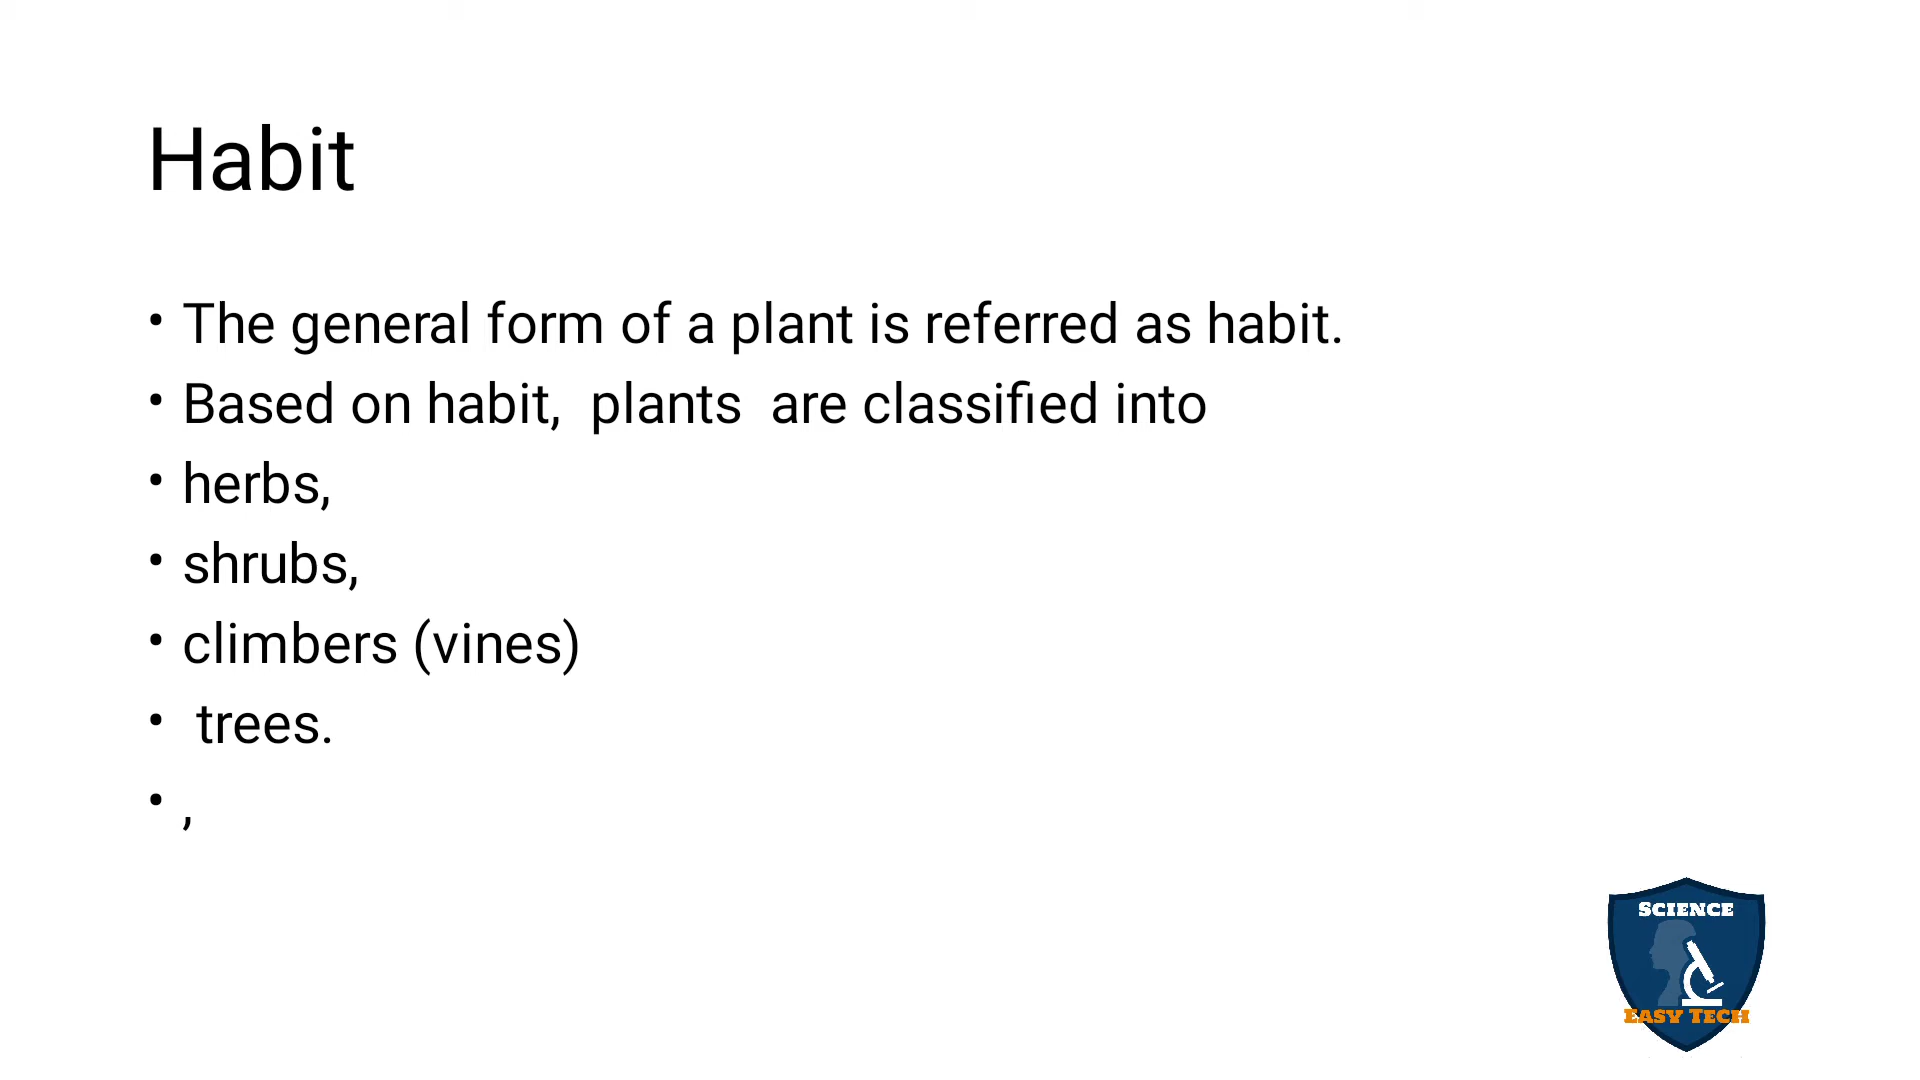 Habit
• The general form of a plant is referred as habit.
• Based on habit,  plants  are classified into
• herbs,
• shrubs,
• climbers (vines)
•  trees.
• ,
SCIENCE
EASY TECH